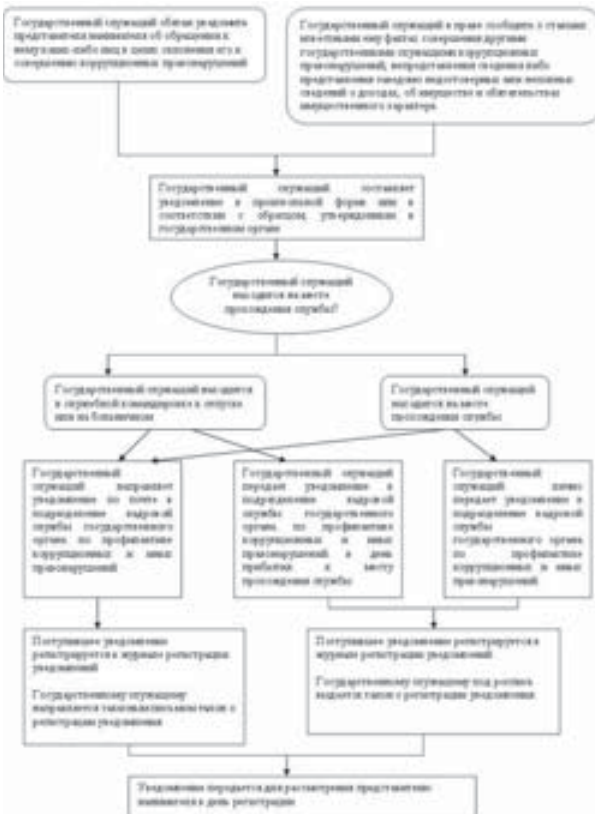 Государственный служащий обязан уведомить
представителя нанимателя об обращении к
нему каких-либо лиц в целях склонения его к
совершению коррупционных правонарушений
Государственный служащий вправе сообщить о ставших
известными ему фактах совершения другими
государственными служащими коррупционных
правонарушений, непредставления сведений либо
представления заведомо недостоверных или неполных
сведений о доходах, об имуществе и обязательствах
имущественного характера
Государственный служащий составляет
уведомление в произвольной форме или в
соответствии с образцом, утвержденным в
государственном органе
Государственный служащий
находится на месте
прохождения службы?
Государственный служащий находится
в служебной командировке в отпуске
или на больничном
Государственный служащий
находится на месте
прохождения службы
Государственный
служащий направляет
уведомление по почте в
подразделение кадровой
службы государственного
органа по профилактике
коррупционных и иных
правонарушений
Государственный служащий
передает уведомление в
подразделение кадровой
службы государственного
органа по профилактике
коррупционных и иных
правонарушений в день
прибытия к месту
прохождения службы
Государственный
служащий лично
передает уведомление в
подразделение кадровой
службы
государственного органа
по профилактике
коррупционных и иных
правонарушений
Поступившее уведомление
регистрируется в журнале регистрации
уведомлений
Государственному служащему
направляется талон
регистрации уведомления
Поступившее уведомление регистрируется в
журнале регистрации уведомлений
Государственному служащему под роспись
выдается талон о регистрации уведомления
Уведомление передается для рассмотрения представителю
нанимателя в день регистрации